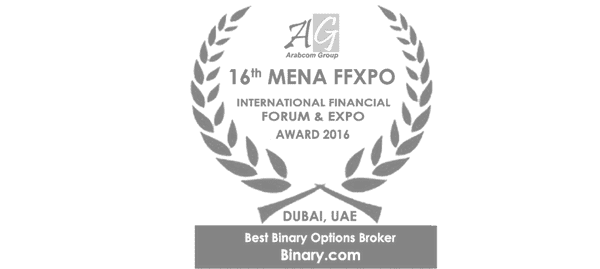 AG
Arabcom Group
16th MENA FFXPO
INTERNATIONAL FINANCIAL
FORUM & EXPO
AWARD 2016
DUBAI, UAE
Best Binary Options Broker
Binary.com